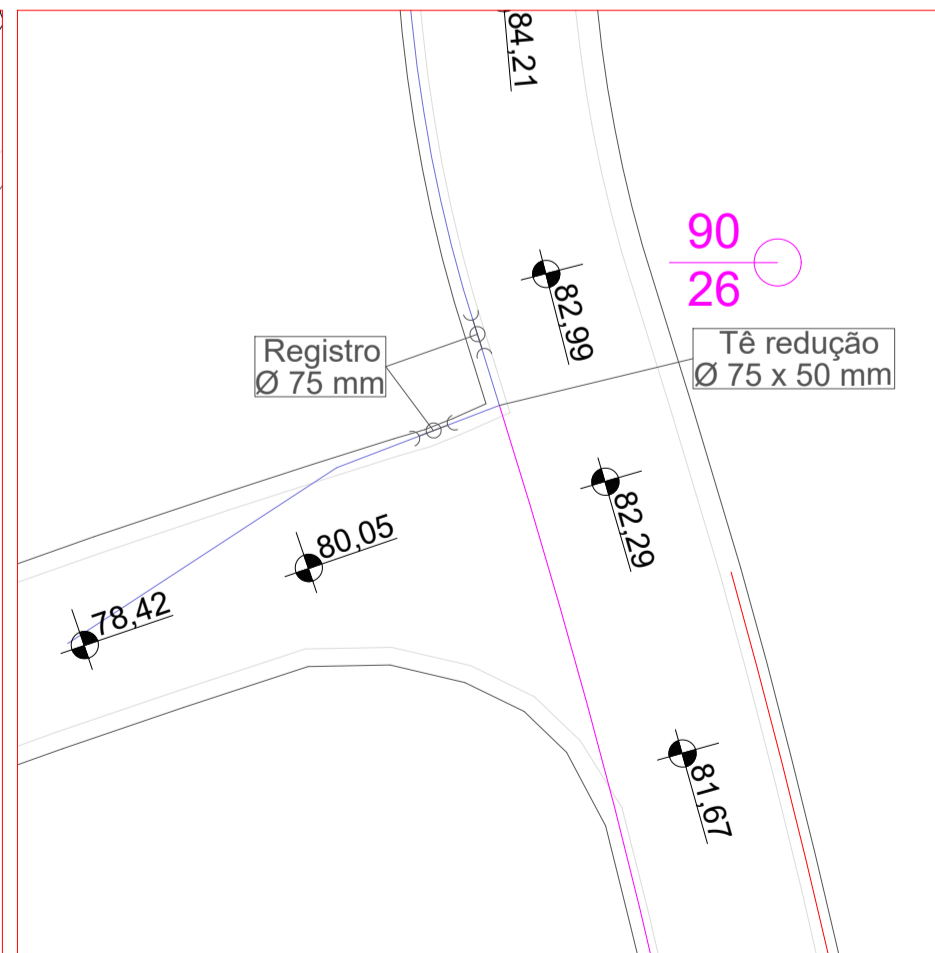 84,21
90
26
82,99
Registro
Ø 75 mm
Tê redução
Ø 75 x 50 mm
82,29
80,05
78,42
81,67